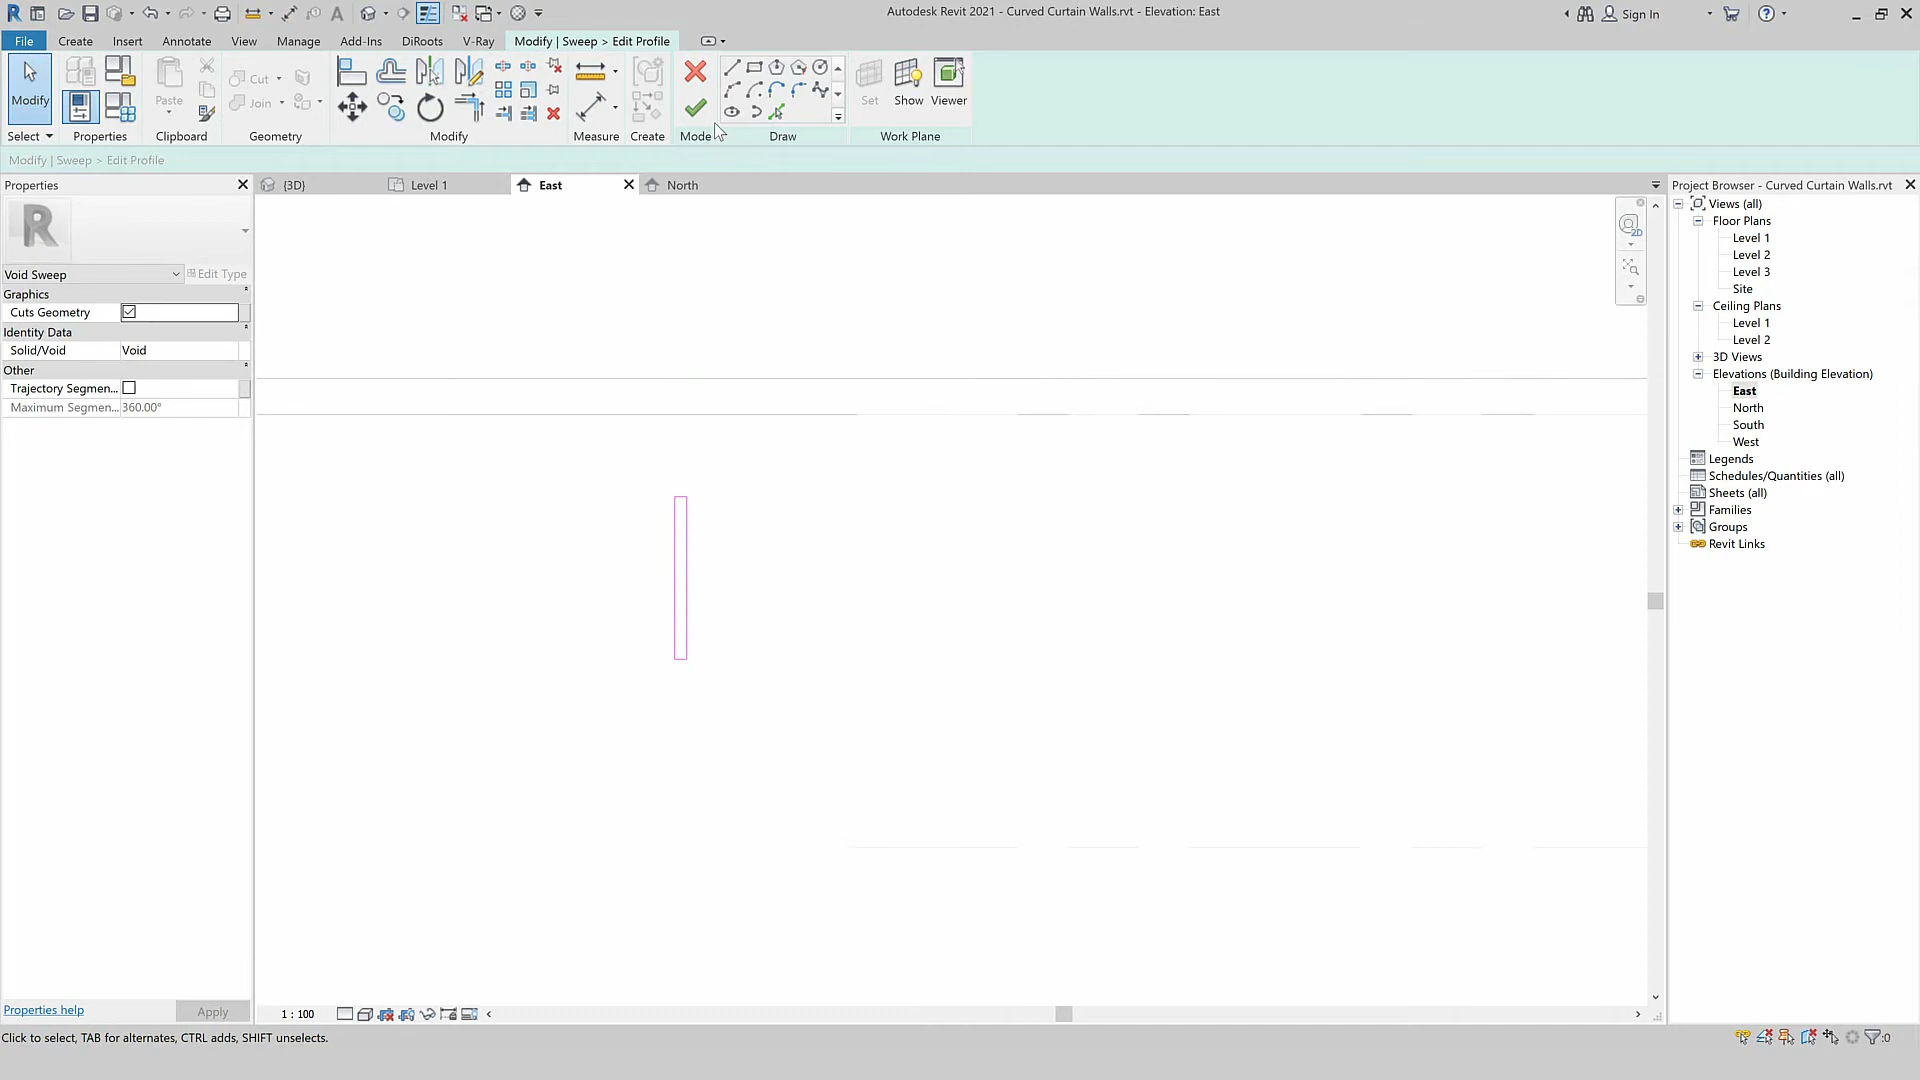 Autodesk Revit 2021 - Curved Curtain Walls.rvt - Elevation: East
Sign In
File
Create
Insert
Annotate
View
Manage
Add-Ins
DiRoots
V-Ray
Modify | Sweep > Edit Profile
Modify
Paste
Cut
Join
Set
Show
Viewer
Select
Properties
Clipboard
Geometry
Modify
Measure
Create
Mode
Draw
Work Plane
Modify | Sweep > Edit Profile
Properties
{3D}
Level 1
East
North
Project Browser - Curved Curtain Walls.rvt
R
Void Sweep
Edit Type
Graphics
Cuts Geometry
Identity Data
Solid/Void
Void
Other
Trajectory Segmen...
Maximum Segmen...
360.00°
2D
Views (all)
Floor Plans
Level 1
Level 2
Level 3
Site
Ceiling Plans
Level 1
Level 2
3D Views
Elevations (Building Elevation)
East
North
South
West
Legends
Schedules/Quantities (all)
Sheets (all)
Families
Groups
Revit Links
Properties help
Apply
1 : 100
Click to select, TAB for alternates, CTRL adds, SHIFT unselects.
:0